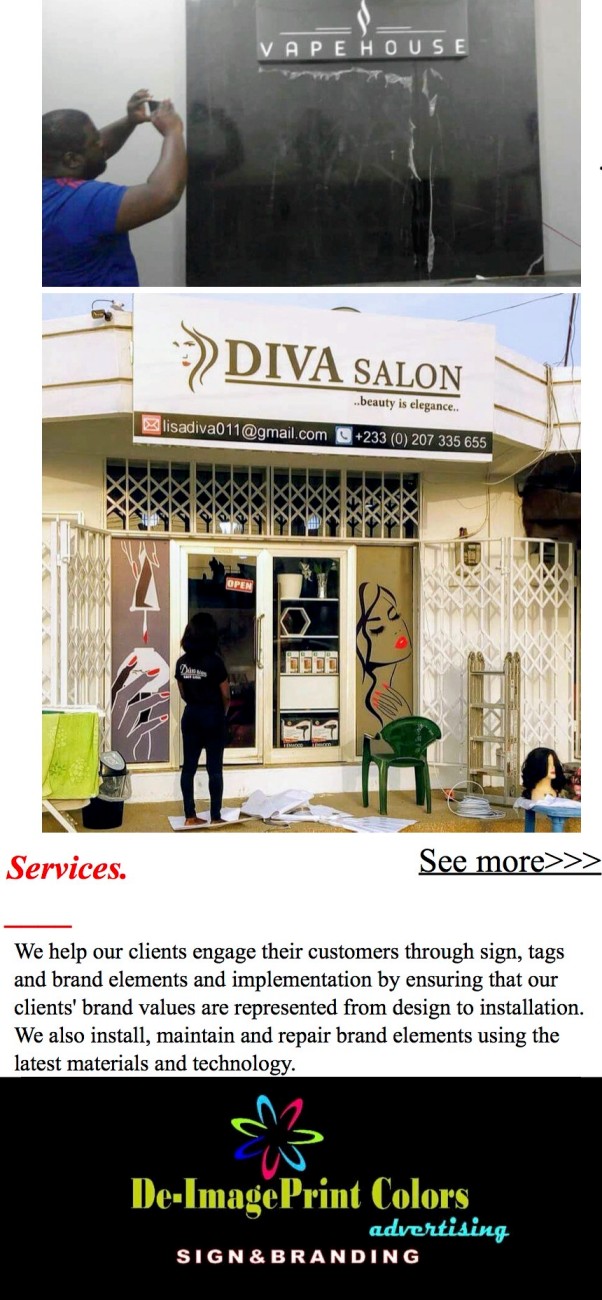 VAPEHOUSE
DIVA SALON
..beauty is elegance..
lisadiva011@gmail.com +233 (0) 207 335 655
OPEN
Services.
See more>>>
We help our clients engage their customers through sign, tags
and brand elements and implementation by ensuring that our
clients' brand values are represented from design to installation.
We also install, maintain and repair brand elements using the
latest materials and technology.
De-ImagePrint Colors
advertising
SIGN&BRANDING